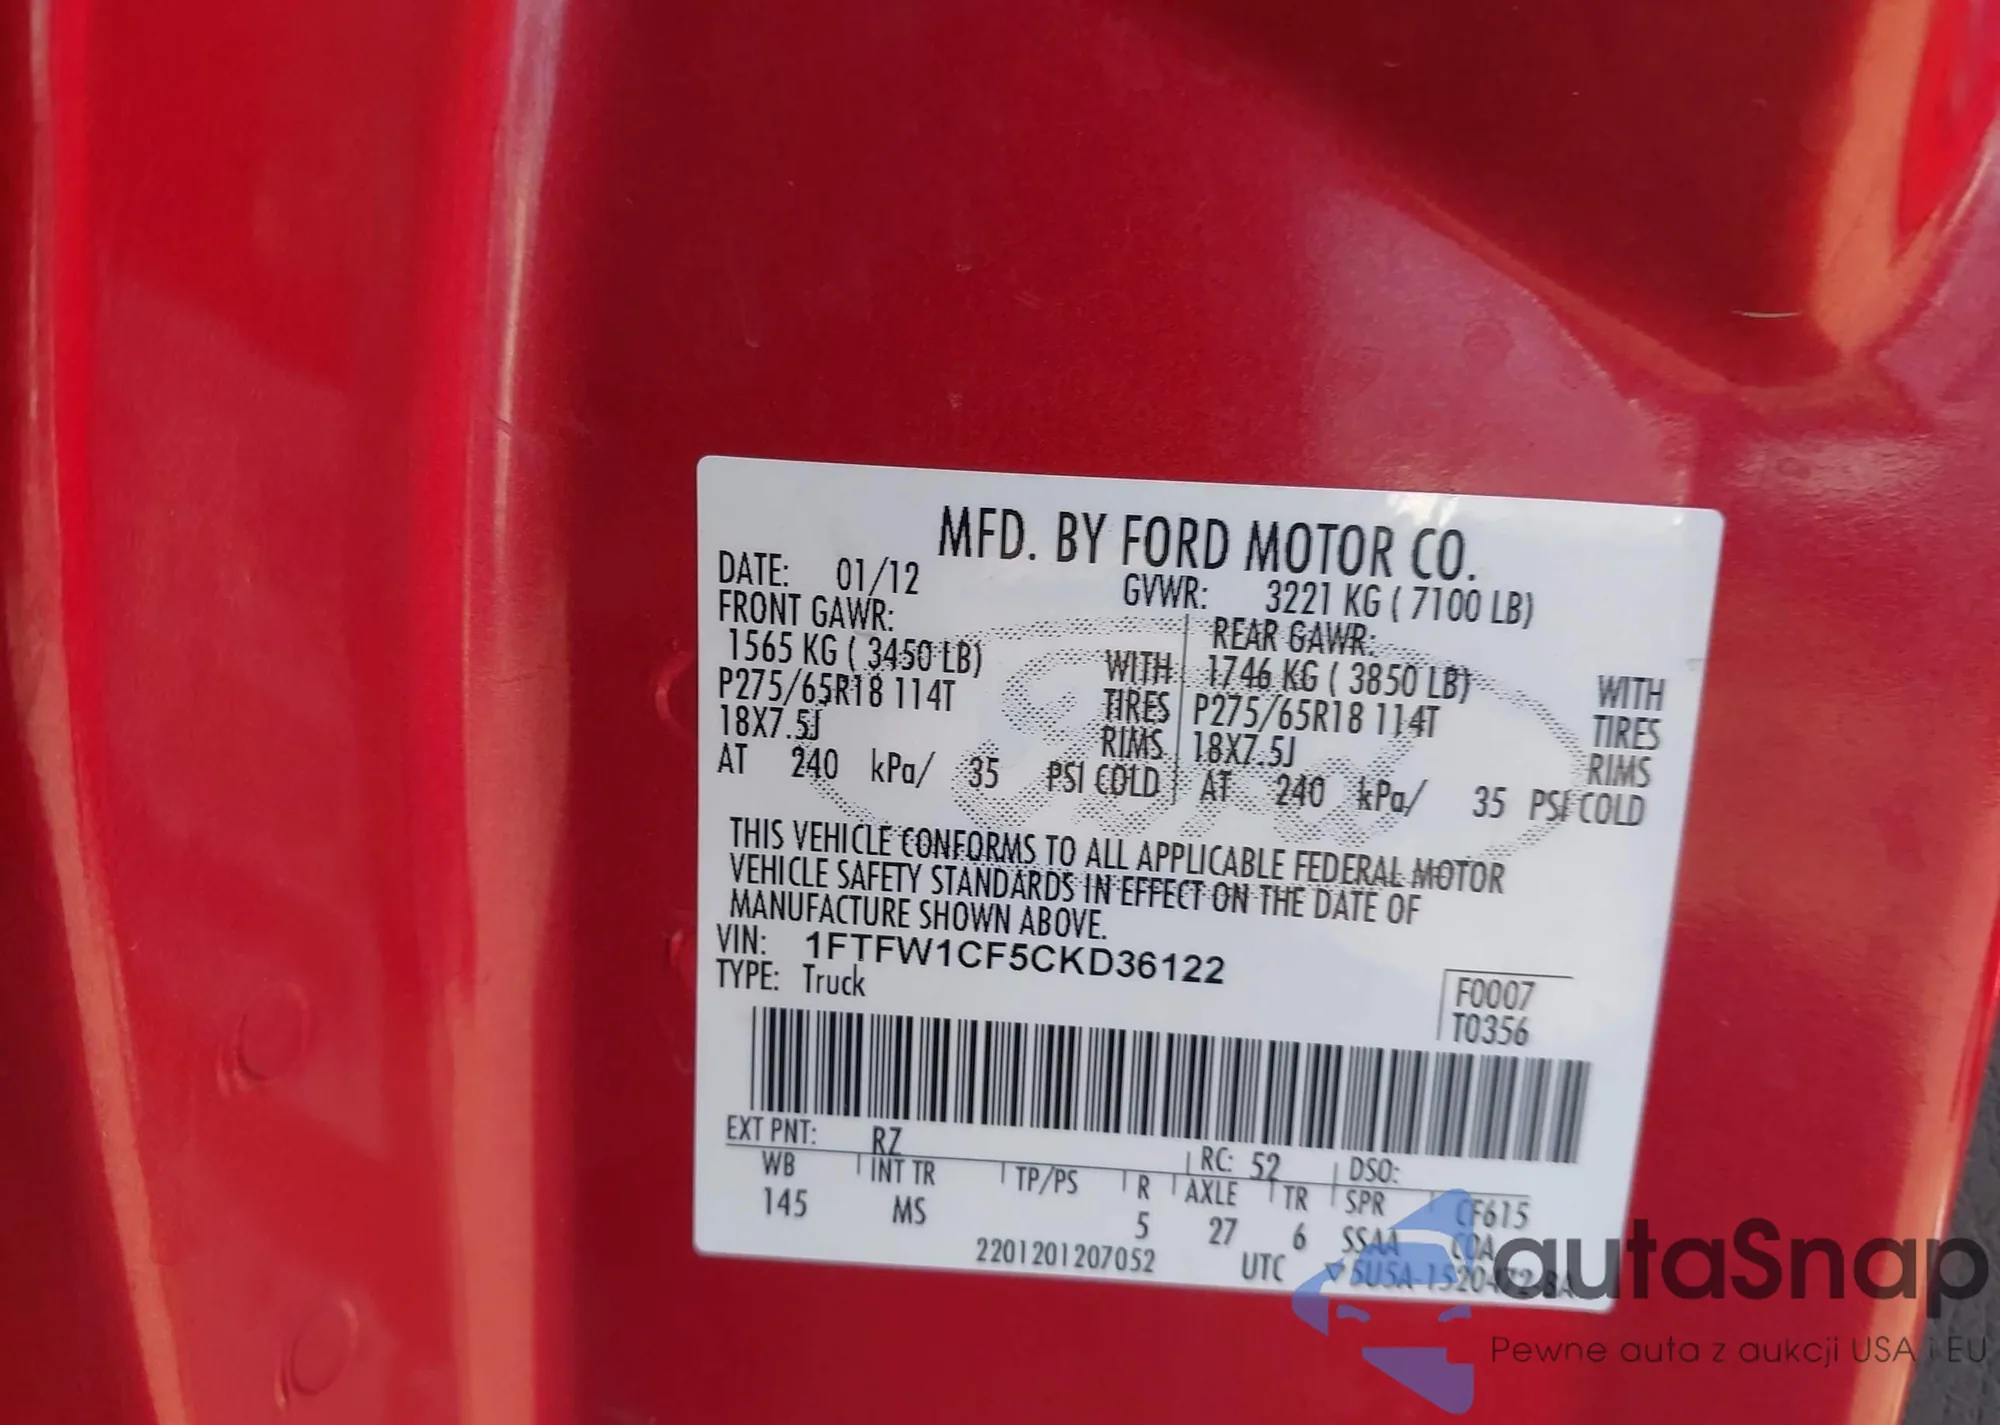 MFD. BY FORD MOTOR CO.
DATE: 01/12 GVWR: 3221 KG ( 7100 LB)
FRONT GAWR: REAR GAWR:
1565 KG ( 3450 LB) WITH 1746 KG ( 3850 LB) WITH
P275/65R18 114T TIRES P275/65R18 114T TIRES
18X7.5J RIMS 18X7.5J RIMS
AT 240 kPa/ 35 PSI COLD AT 240 kPa/ 35 PSI COLD
THIS VEHICLE CONFORMS TO ALL APPLICABLE FEDERAL MOTOR
VEHICLE SAFETY STANDARDS IN EFFECT ON THE DATE OF
MANUFACTURE SHOWN ABOVE.
VIN: 1FTFW1CF5CKD36122
TYPE: Truck
F0007
T0356
EXT PNT: RZ RC: 52 DSO:
WB INT TR TP/PS R AXLE TR SPR CF615
145 MS 5 27 6 SSAA COA
2201201207052 UTC
autaSnap
Pewne auta z aukcji USA i EU